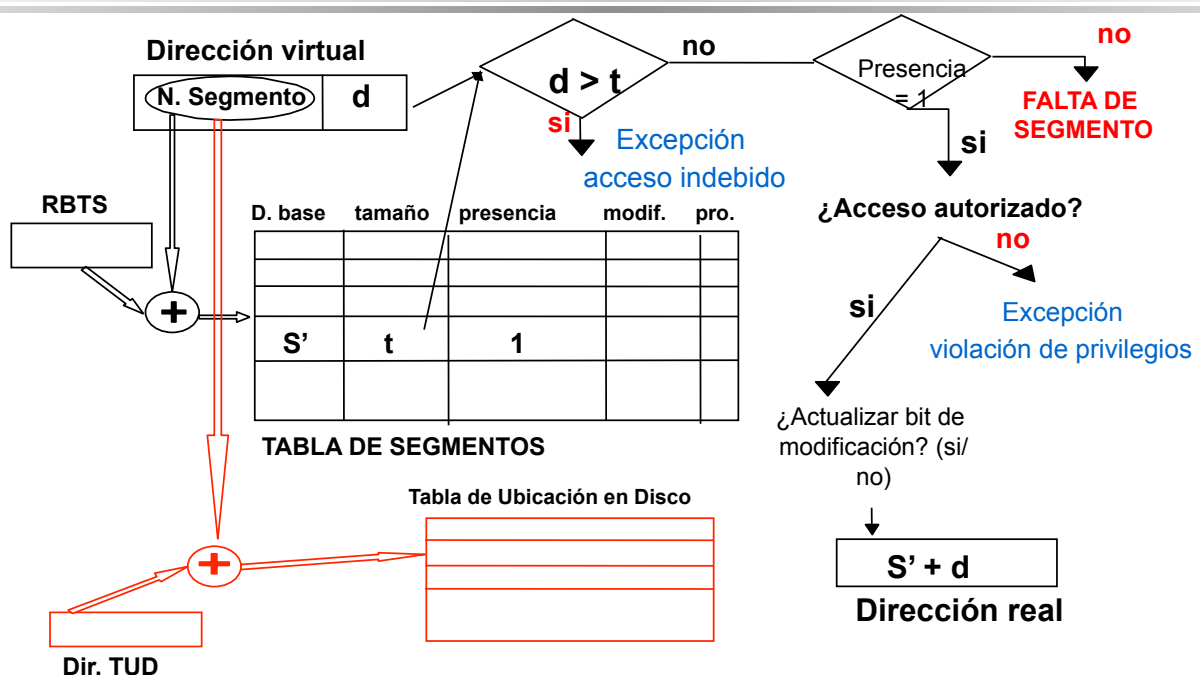 Dirección virtual
N. Segmento d
d > t
no
si
Excepción
acceso indebido
Presencia
= 1
no
FALTA DE
SEGMENTO
si
RBTS
D. base tamaño presencia modif. pro.
S’ t 1
+
TABLA DE SEGMENTOS
¿Acceso autorizado?
no
si
Excepción
violación de privilegios
¿Actualizar bit de
modificación? (si/
no)
S’ + d
Dirección real
Tabla de Ubicación en Disco
+
Dir. TUD